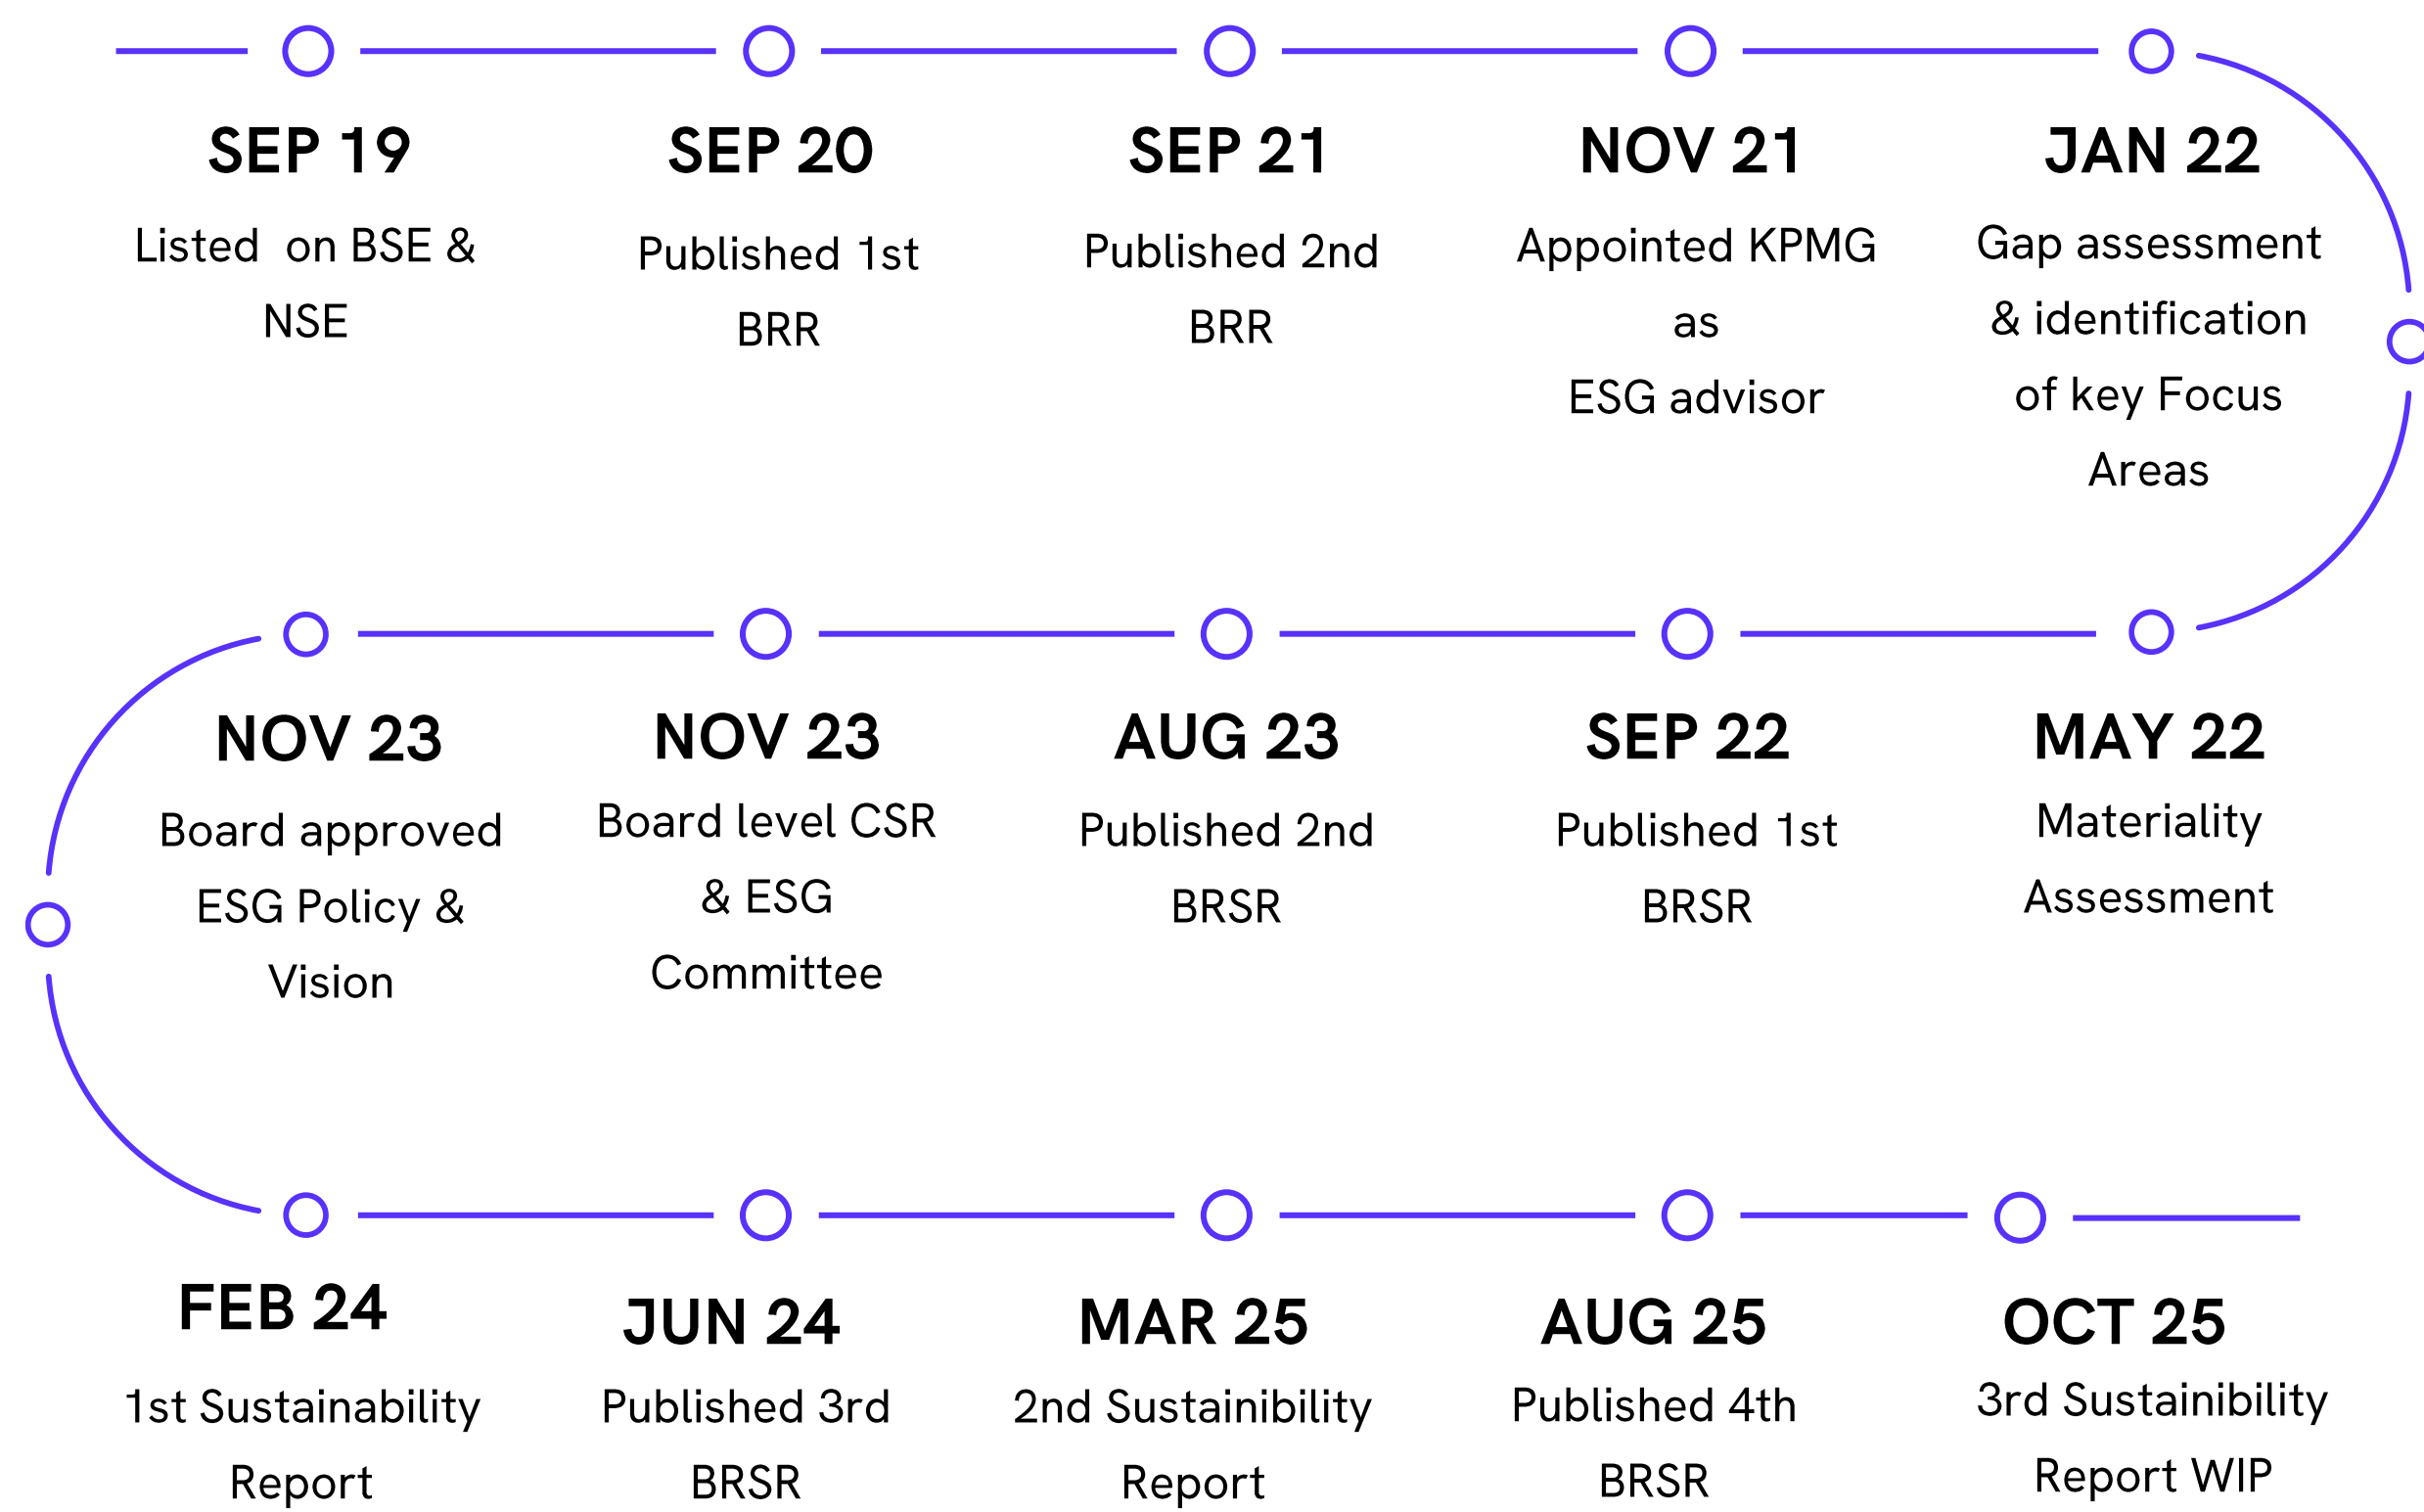 SEP 19
Listed on BSE &
NSE
SEP 20
Published 1st
BRR
SEP 21
Published 2nd
BRR
NOV 21
Appointed KPMG
as
ESG advisor
JAN 22
Gap assessment
& identification
of key Focus
Areas
NOV 23
Board approved
ESG Policy &
Vision
NOV 23
Board level CSR
& ESG
Committee
AUG 23
Published 2nd
BRSR
SEP 22
Published 1st
BRSR
MAY 22
Materiality
Assessment
FEB 24
1st Sustainability
Report
JUN 24
Published 3rd
BRSR
MAR 25
2nd Sustainibility
Report
AUG 25
Published 4th
BRSR
OCT 25
3rd Sustainibility
Report WIP